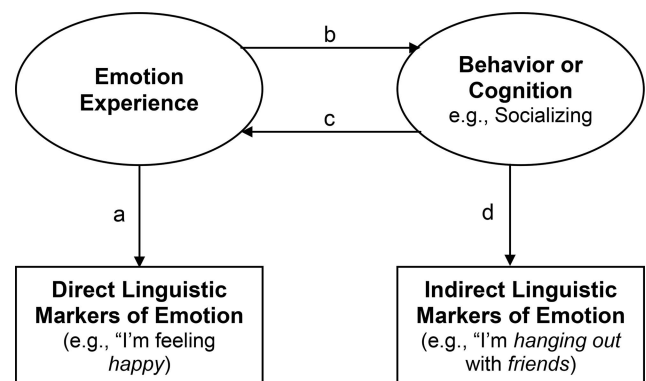 b
Emotion
Experience
Behavior or
Cognition
e.g., Socializing
c
a
d
Direct Linguistic
Markers of Emotion
(e.g., “I’m feeling
happy)
Indirect Linguistic
Markers of Emotion
(e.g., “I’m hanging out
with friends)